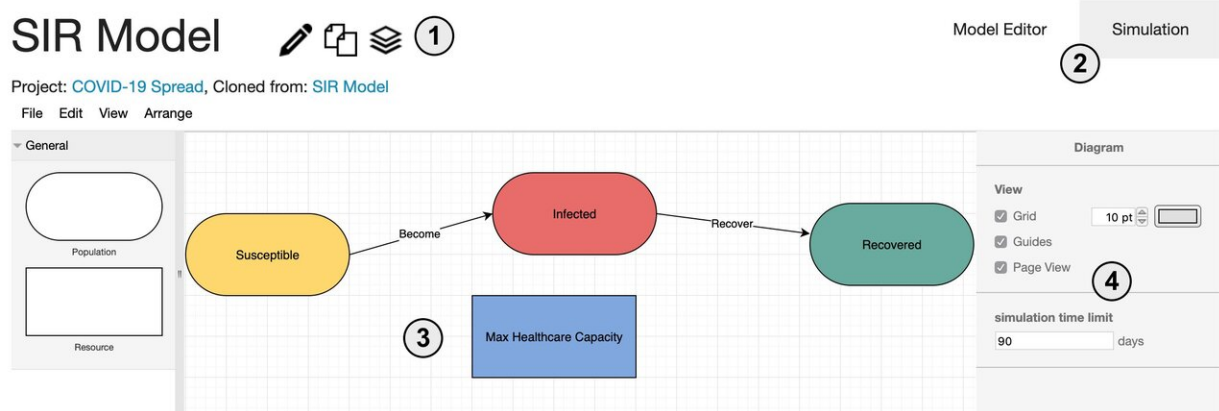 SIR Model
1
Model Editor
Simulation
2
Project: COVID-19 Spread, Cloned from: SIR Model
File Edit View Arrange
General
Population
Resource
Susceptible
Become
Infected
Recover
Recovered
3
Max Healthcare Capacity
Diagram
View
Grid
10 pt
Guides
Page View
4
simulation time limit
90 days